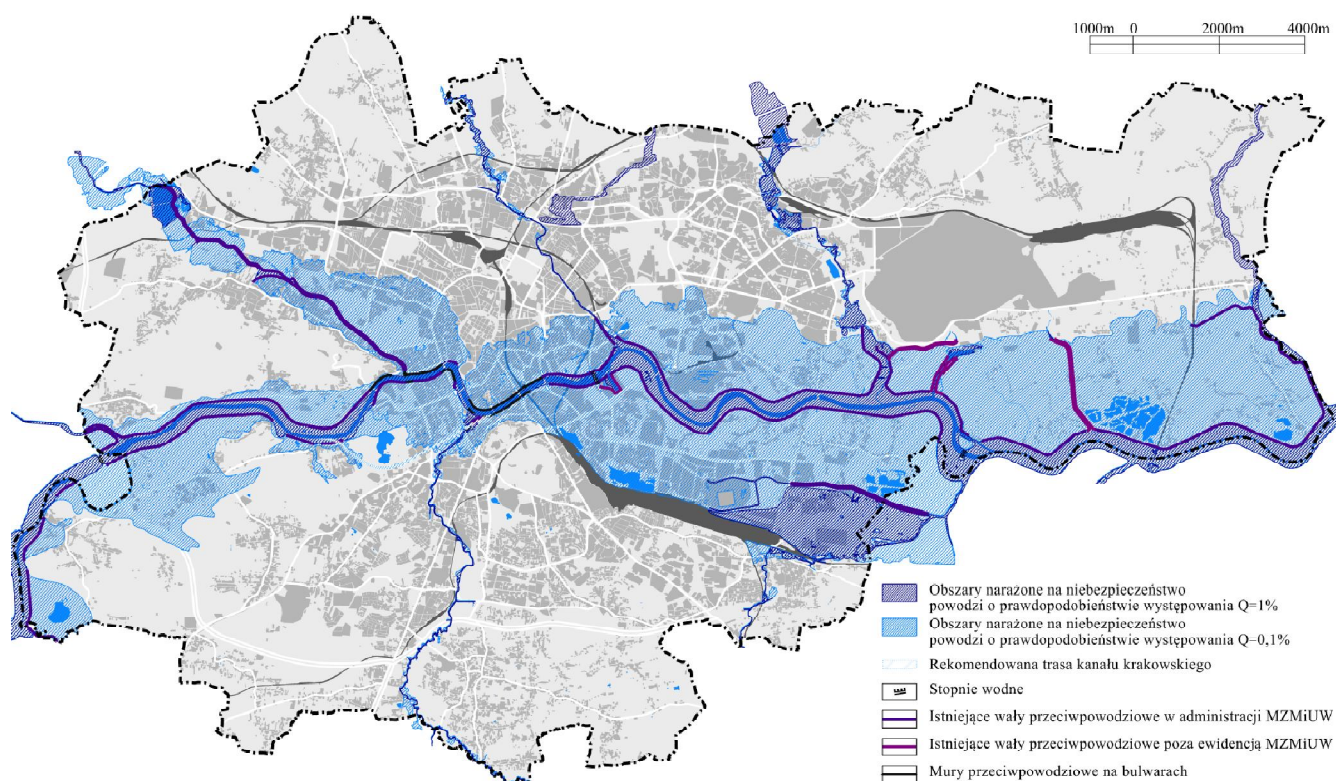 1000m 0 2000m 4000m
Obszary narażone na niebezpieczeństwo
powodzi o prawdopodobieństwie występowania Q=1%
Obszary narażone na niebezpieczeństwo
powodzi o prawdopodobieństwie występowania Q=0,1%
Rekomendowana trasa kanału krakowskiego
Stopnie wodne
Istniejące wały przeciwpowodziowe w administracji MZMiUW
Istniejące wały przeciwpowodziowe poza ewidencją MZMiUW
Mury przeciwpowodziowe na bulwarach